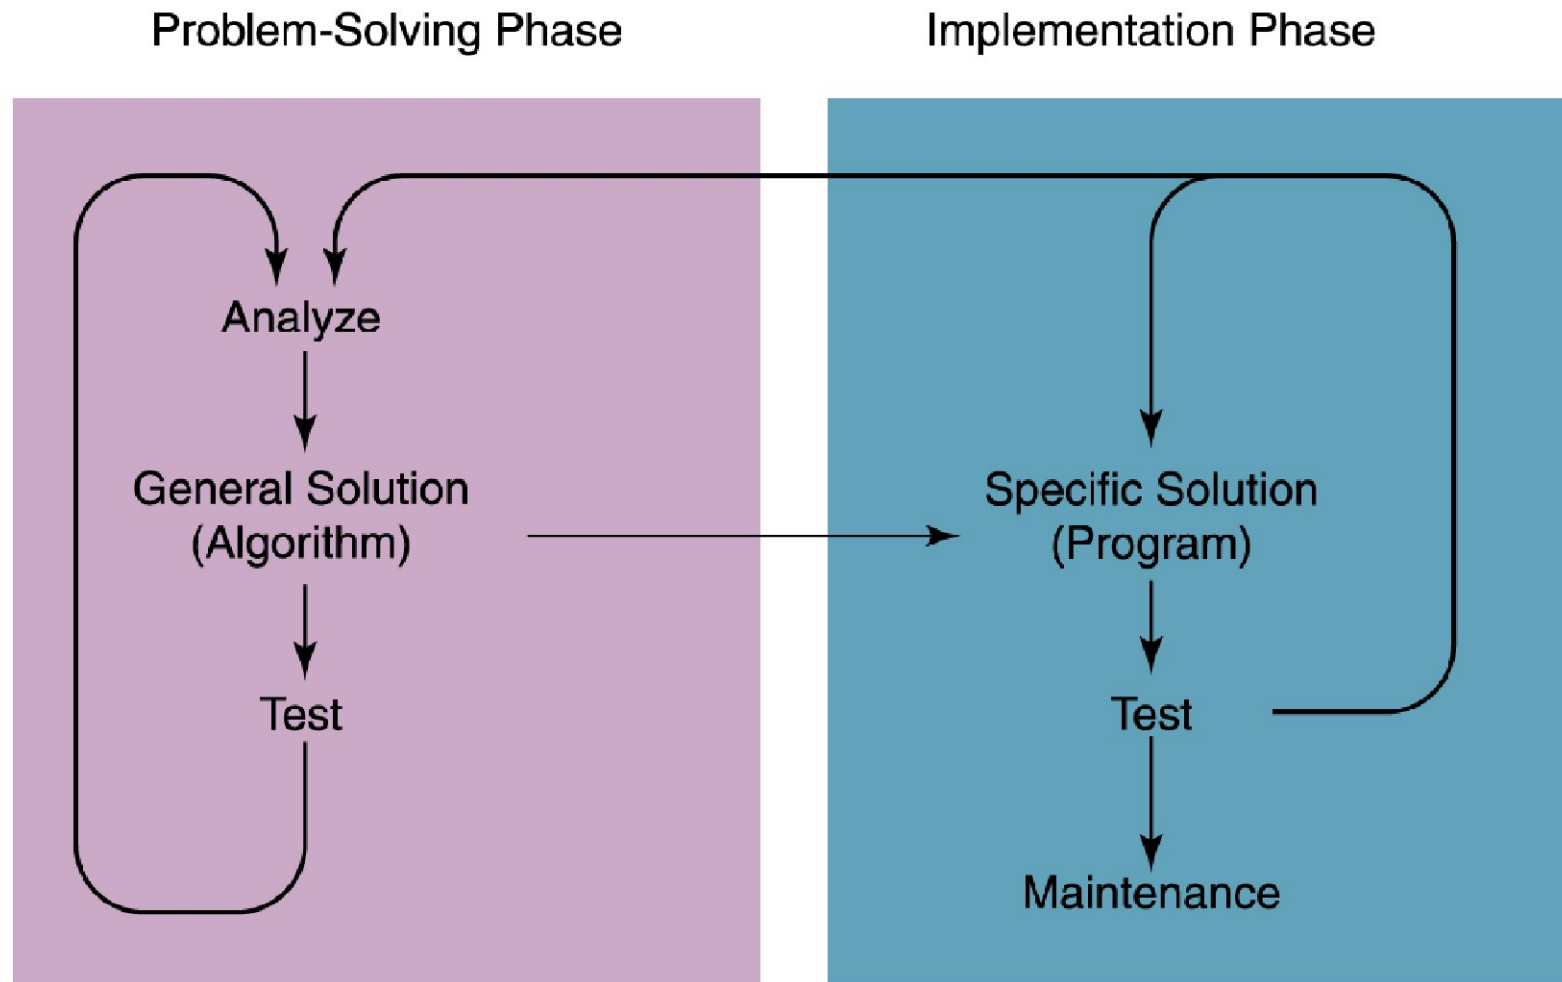 Problem-Solving Phase
Implementation Phase
Analyze
General Solution
(Algorithm)
Test
Specific Solution
(Program)
Test
Maintenance